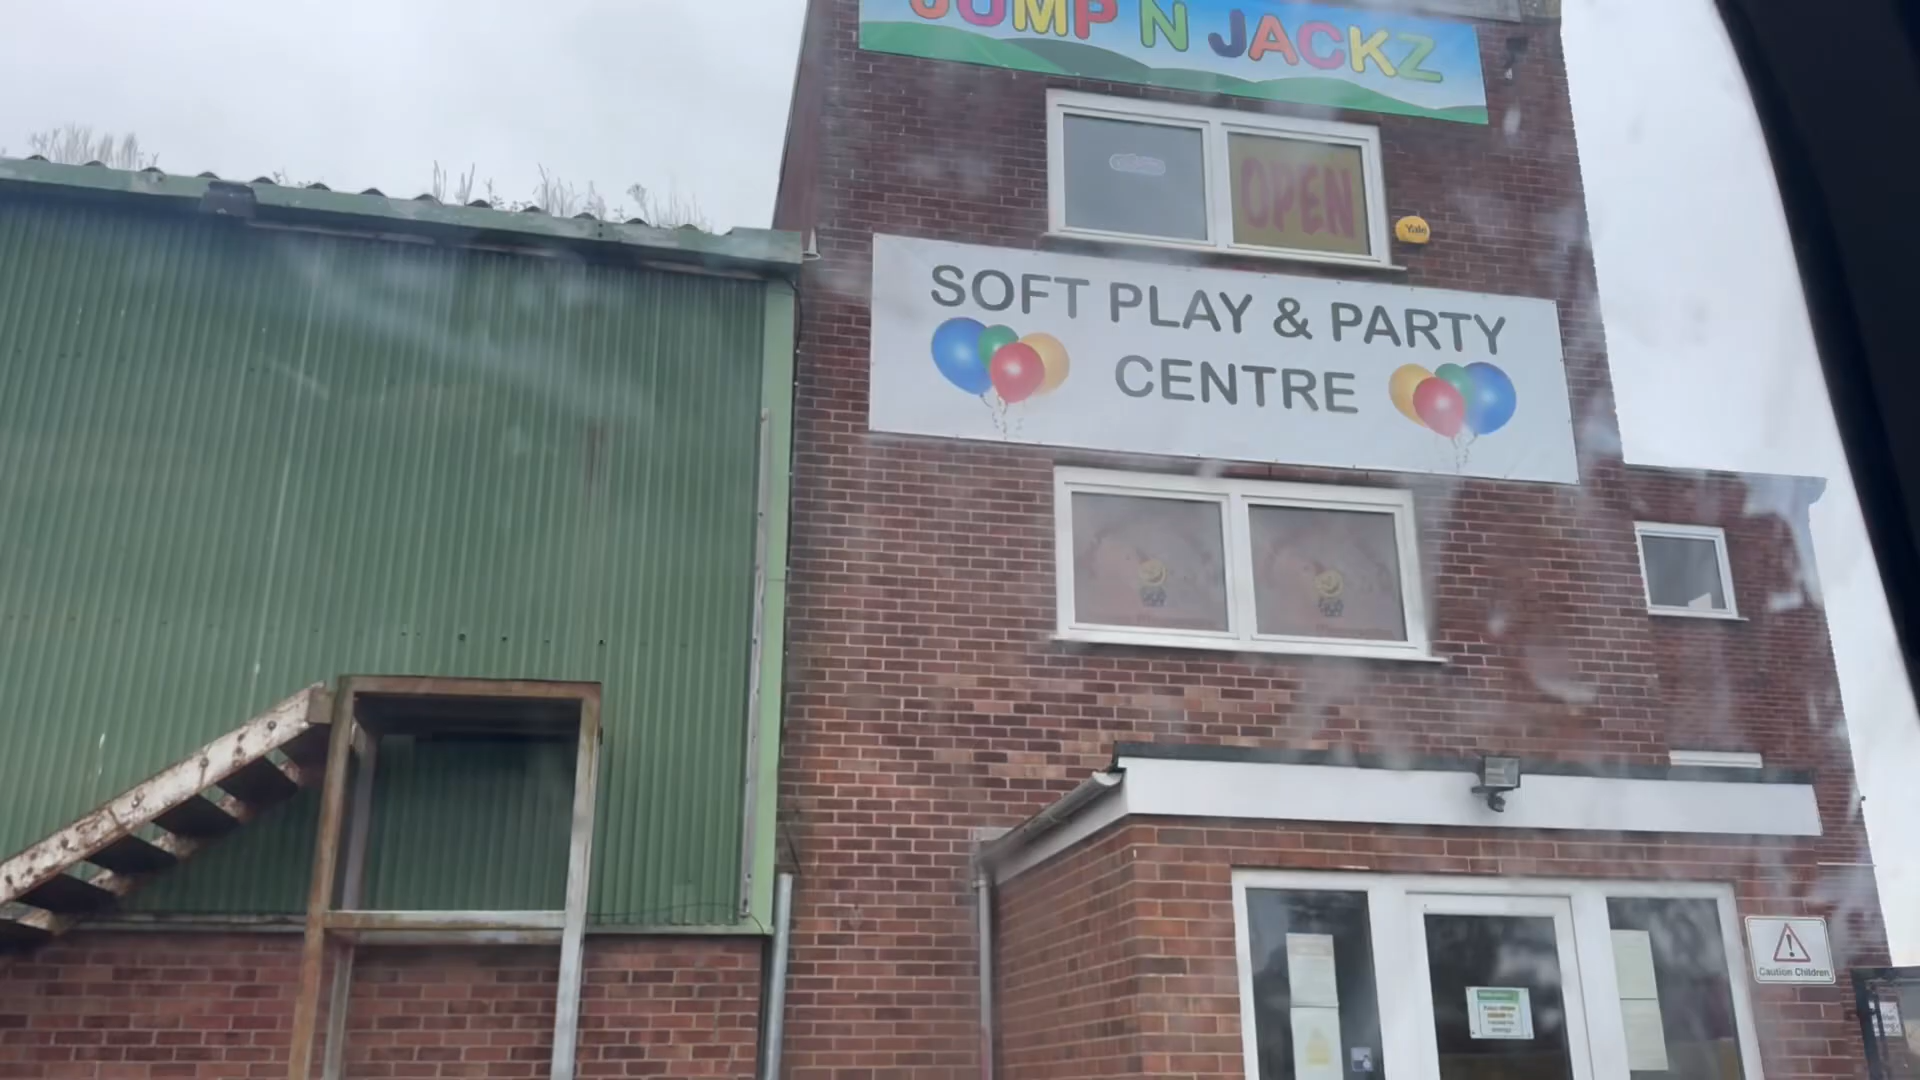 JUMP N JACKZ
OPEN
Yale
SOFT PLAY & PARTY
CENTRE
Caution Children